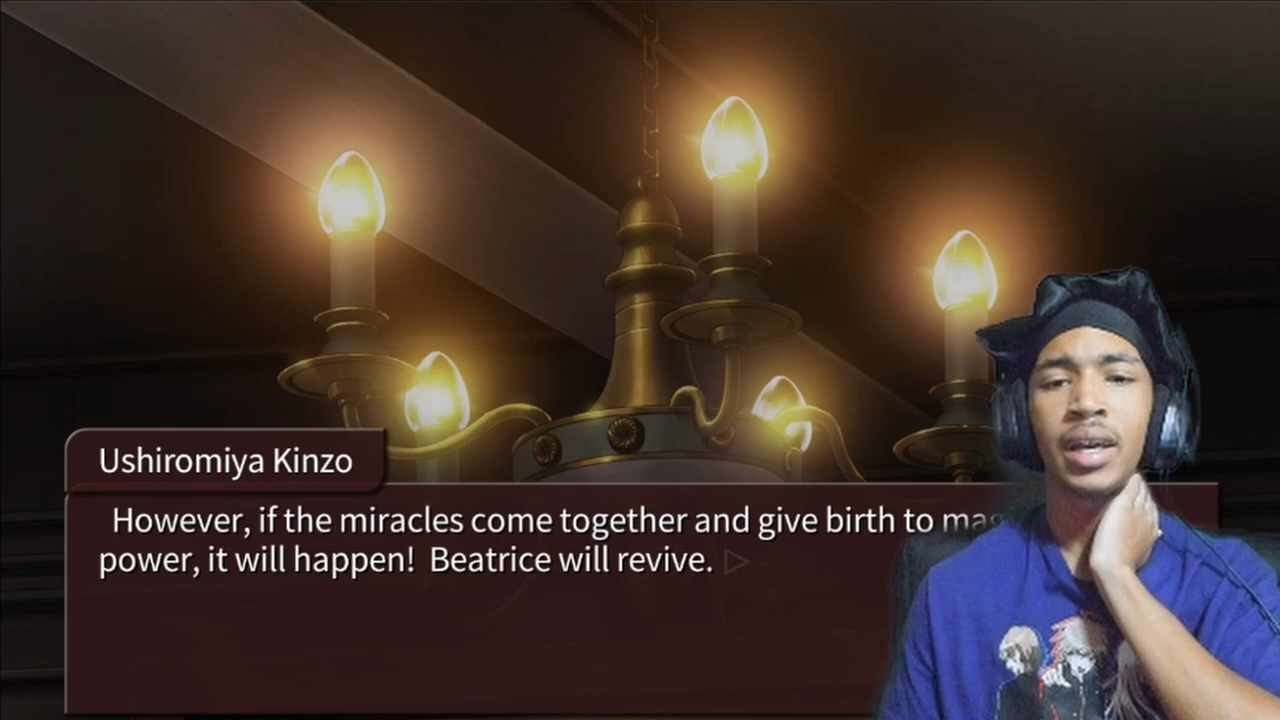 Ushiromiya Kinzo
However, if the miracles come together and give birth to
power, it will happen! Beatrice will revive.